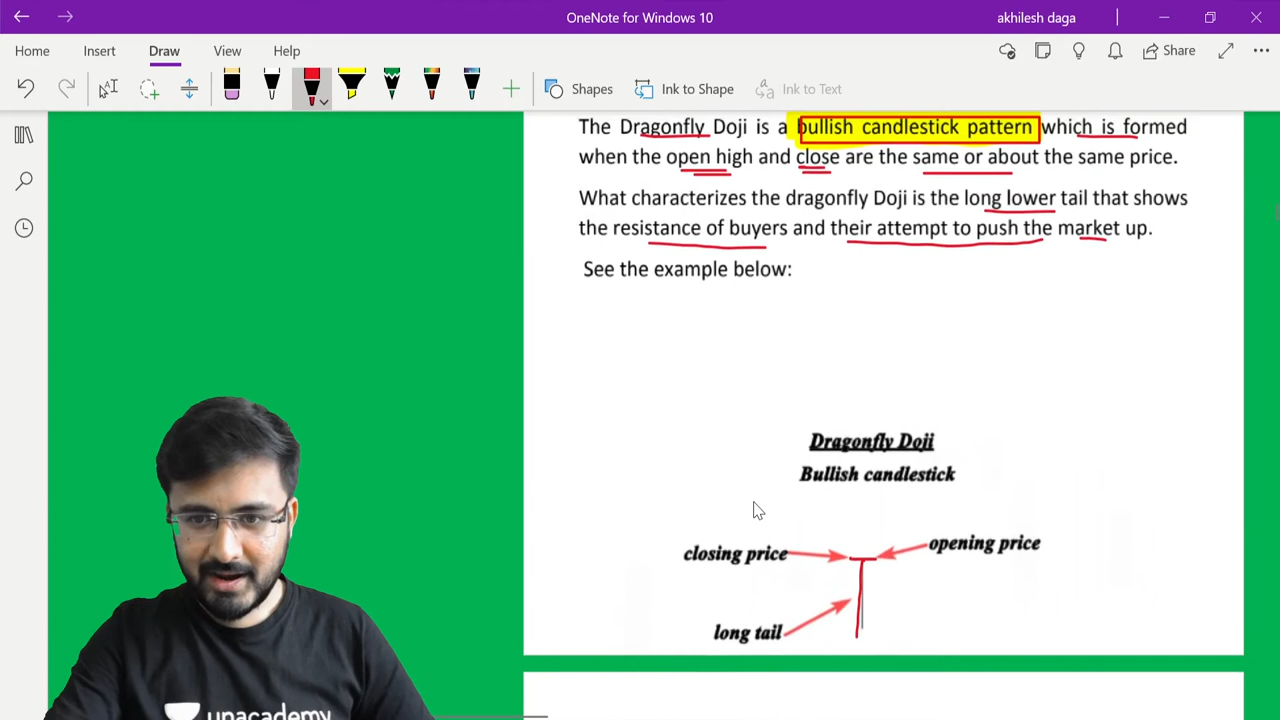 OneNote for Windows 10
akhilesh daga
Home Insert Draw View Help
Share
Shapes Ink to Shape Ink to Text
The Dragonfly Doji is a bullish candlestick pattern which is formed
when the open high and close are the same or about the same price.
What characterizes the dragonfly Doji is the long lower tail that shows
the resistance of buyers and their attempt to push the market up.
See the example below:
Dragonfly Doji
Bullish candlestick
closing price
opening price
long tail
unacademy